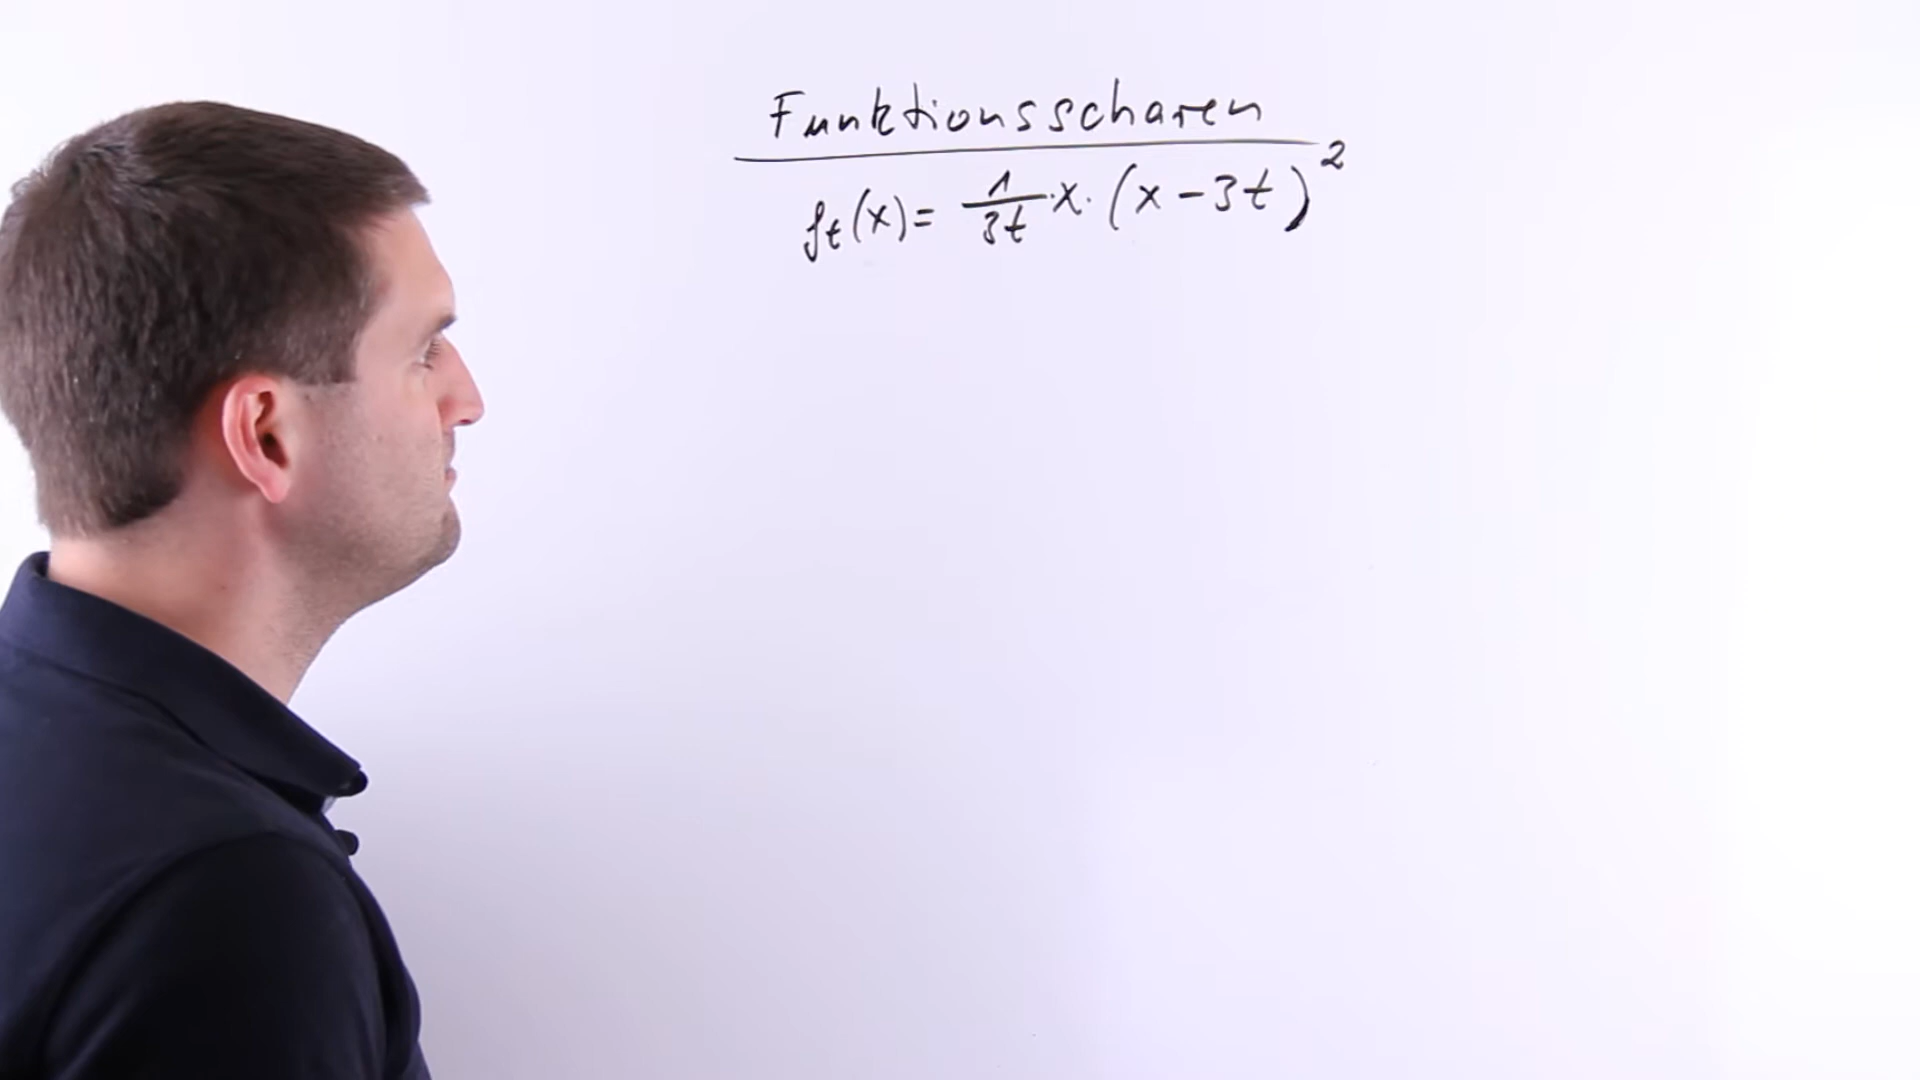 Funktionsscharen
fₜ(x) = 1/3t · x · (x - 3t)²